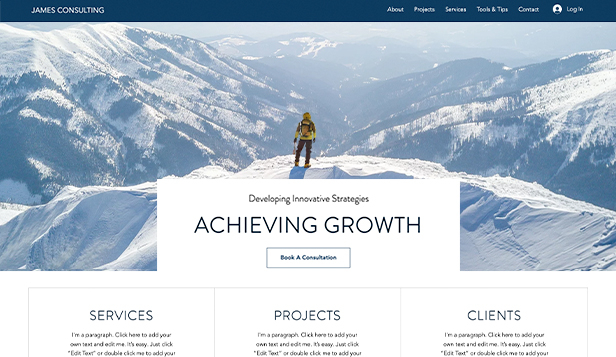 JAMES CONSULTING
About Projects Services Tools & Tips Contact Log In
Developing Innovative Strategies
ACHIEVING GROWTH
Book A Consultation
SERVICES
I'm a paragraph. Click here to add your
own text and edit me. It's easy. Just click
"Edit Text" or double click me to add your
PROJECTS
I'm a paragraph. Click here to add your
own text and edit me. It's easy. Just click
"Edit Text" or double click me to add your
CLIENTS
I'm a paragraph. Click here to add your
own text and edit me. It's easy. Just click
"Edit Text" or double click me to add your